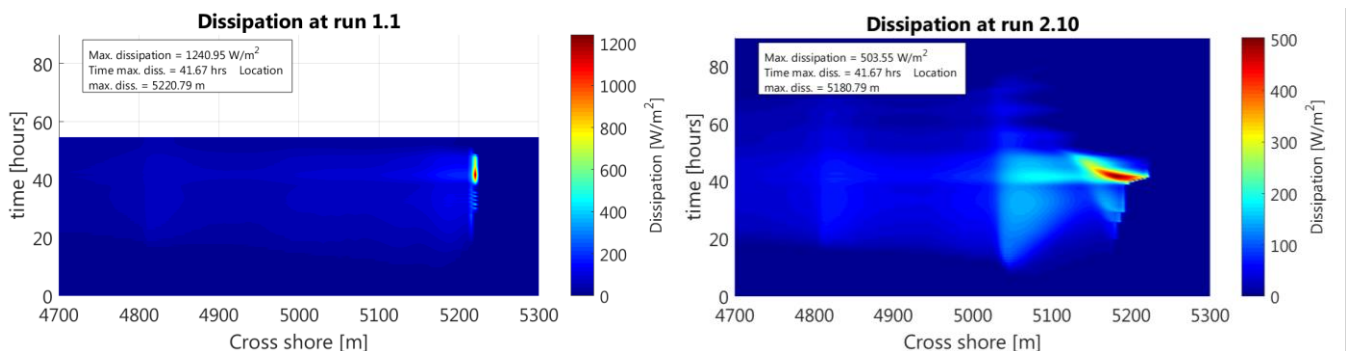 Dissipation at run 1.1
Max. dissipation = 1240.95 W/m²
Time max. diss. = 41.67 hrs Location
max. diss. = 5220.79 m
time [hours]
80
60
40
20
0
4700 4800 4900 5000 5100 5200 5300
Cross shore [m]
1200
1000
800
600
400
200
0
Dissipation [W/m²]
Dissipation at run 2.10
Max. dissipation = 503.55 W/m²
Time max. diss. = 41.67 hrs Location
max. diss. = 5180.79 m
time [hours]
80
60
40
20
0
4700 4800 4900 5000 5100 5200 5300
Cross shore [m]
500
400
300
200
100
0
Dissipation [W/m²]